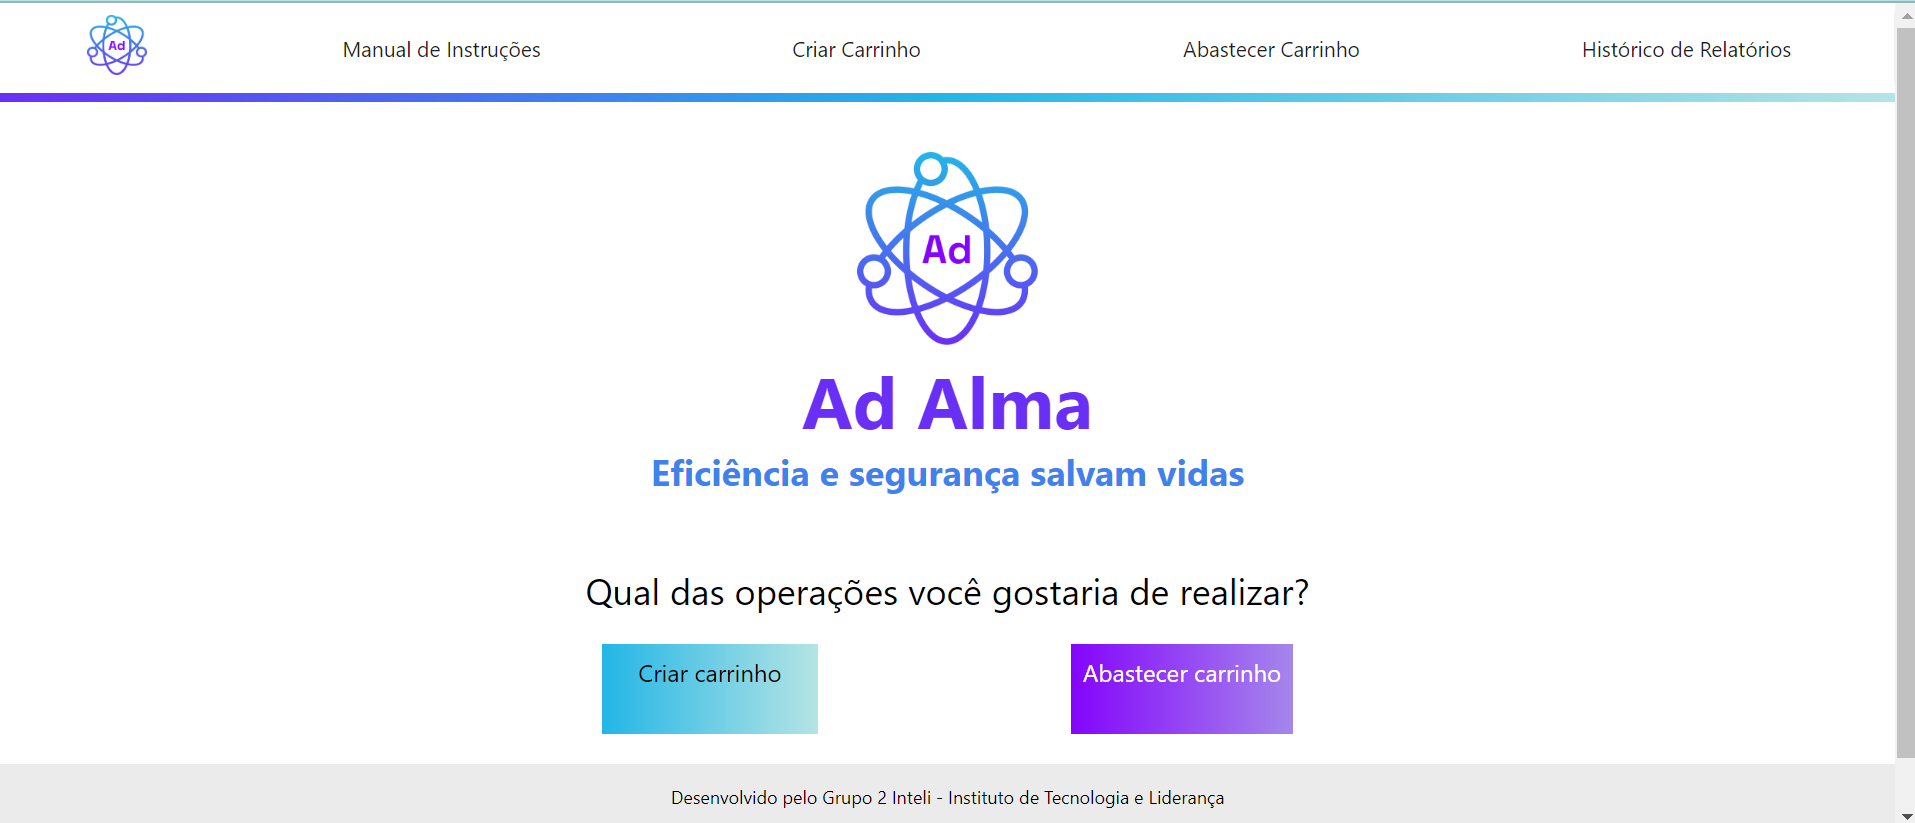 Ad
Manual de Instruções
Criar Carrinho
Abastecer Carrinho
Histórico de Relatórios
Ad
Ad Alma
Eficiência e segurança salvam vidas
Qual das operações você gostaria de realizar?
Criar carrinho
Abastecer carrinho
Desenvolvido pelo Grupo 2 Inteli - Instituto de Tecnologia e Liderança